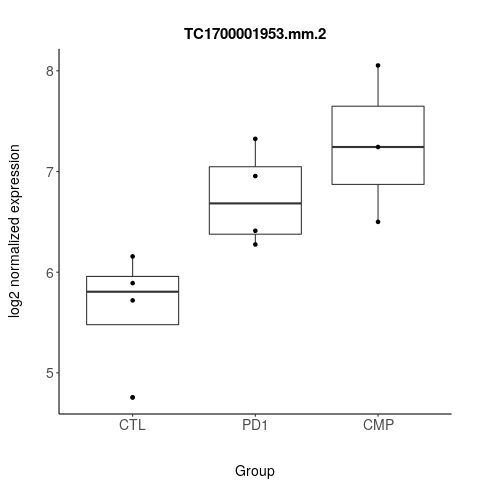 TC1700001953.mm.2
log2 normalized expression
8
7
6
5
CTL PD1 CMP
Group